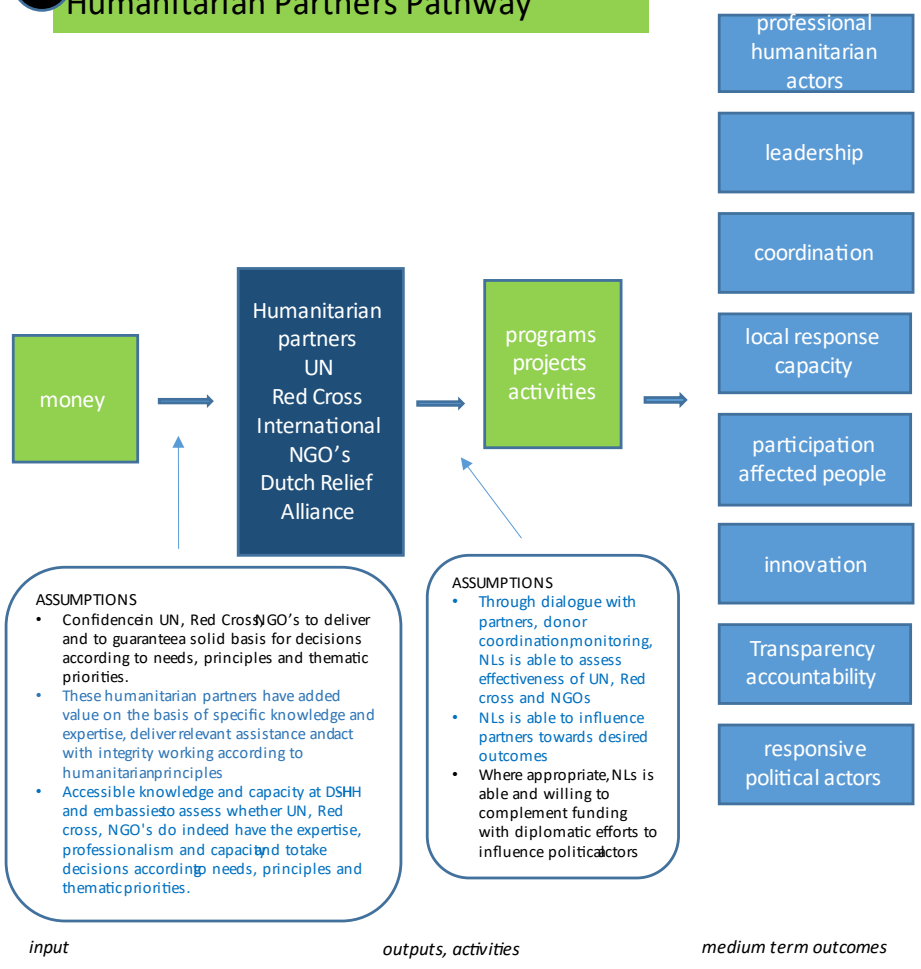 Humanitarian Partners Pathway
professional
humanitarian
actors
leadership
coordination
local response
capacity
participation
affected people
innovation
Transparency
accountability
responsive
political actors
money
Humanitarian
partners
UN
Red Cross
International
NGO's
Dutch Relief
Alliance
programs
projects
activities
ASSUMPTIONS
• Confidencein UN, Red Cross,NGO's to deliver
and to guaranteea solid basis for decisions
according to needs, principles and thematic
priorities.
• These humanitarian partners have added
value on the basis of specific knowledge and
expertise, deliver relevant assistance andact
with integrity working according to
humanitarianprinciples
• Accessible knowledge and capacity at DSHH
and embassiesto assess whether UN, Red
cross, NGO's do indeed have the expertise,
professionalism and capacityand totake
decisions accordingto needs, principles and
thematicpriorities.
ASSUMPTIONS
• Through dialogue with
partners, donor
coordination,monitoring,
NLs is able to assess
effectiveness of UN, Red
cross and NGOs
• NLs is able to influence
partners towards desired
outcomes
• Where appropriate,NLs is
able and willing to
complement funding
with diplomatic efforts to
influence politicalactors
input
outputs, activities
medium term outcomes